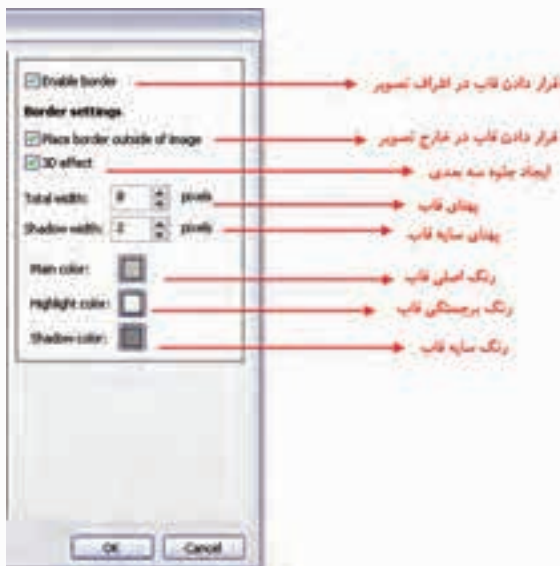 Enable border قرار دادن قاب در اطراف تصویر
Border settings
Place border outside of image قرار دادن قاب در خارج تصویر
3D effect ایجاد جلوه سه بعدی
Total width: 8 pixels پهنای قاب
Shadow width: 2 pixels پهنای سایه قاب
Main color: رنگ اصلی قاب
Highlight color: رنگ برجستگی قاب
Shadow color: رنگ سایه قاب
OK Cancel